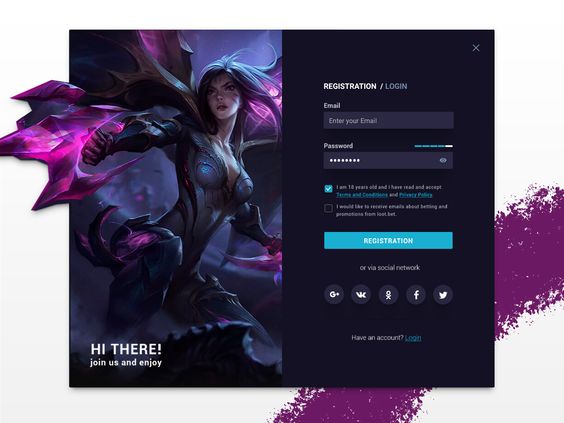 REGISTRATION / LOGIN
Email
Enter your Email
Password
I am 18 years old and I have read and accept
Terms and Conditions and Privacy Policy.
I would like to receive emails about betting and
promotions from loot.bet.
REGISTRATION
or via social network
G+
Have an account? Login
HI THERE!
join us and enjoy